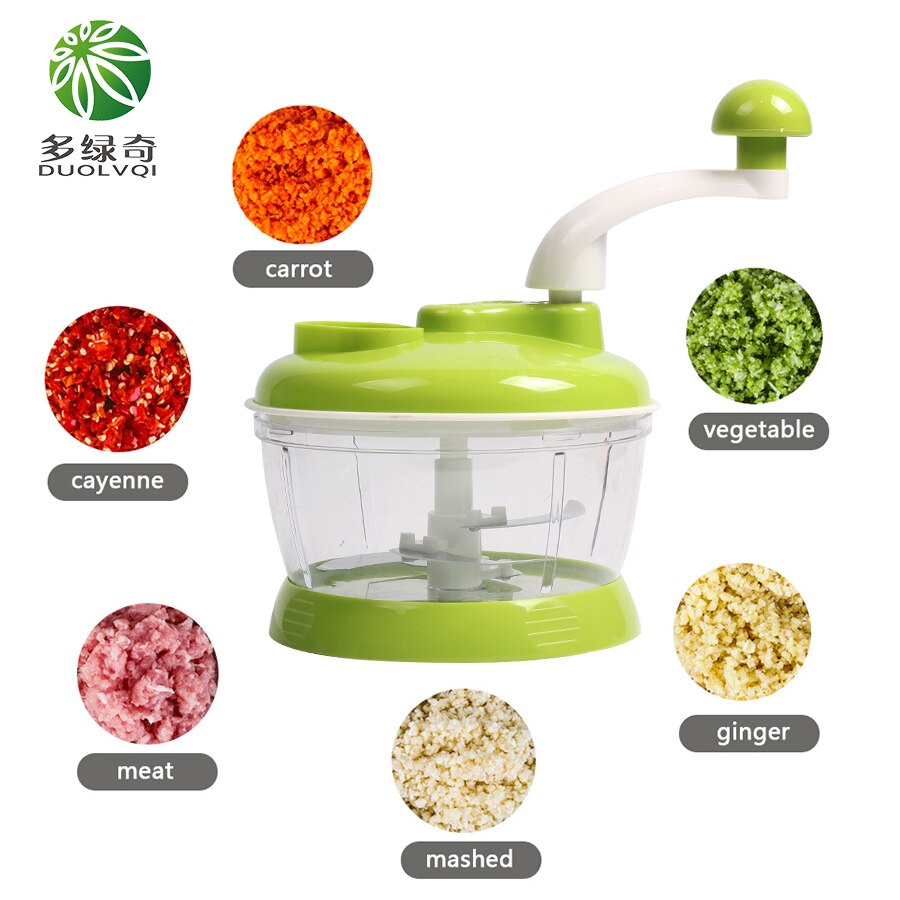 多绿奇
DUOLVQI
carrot
cayenne
vegetable
meat
ginger
mashed